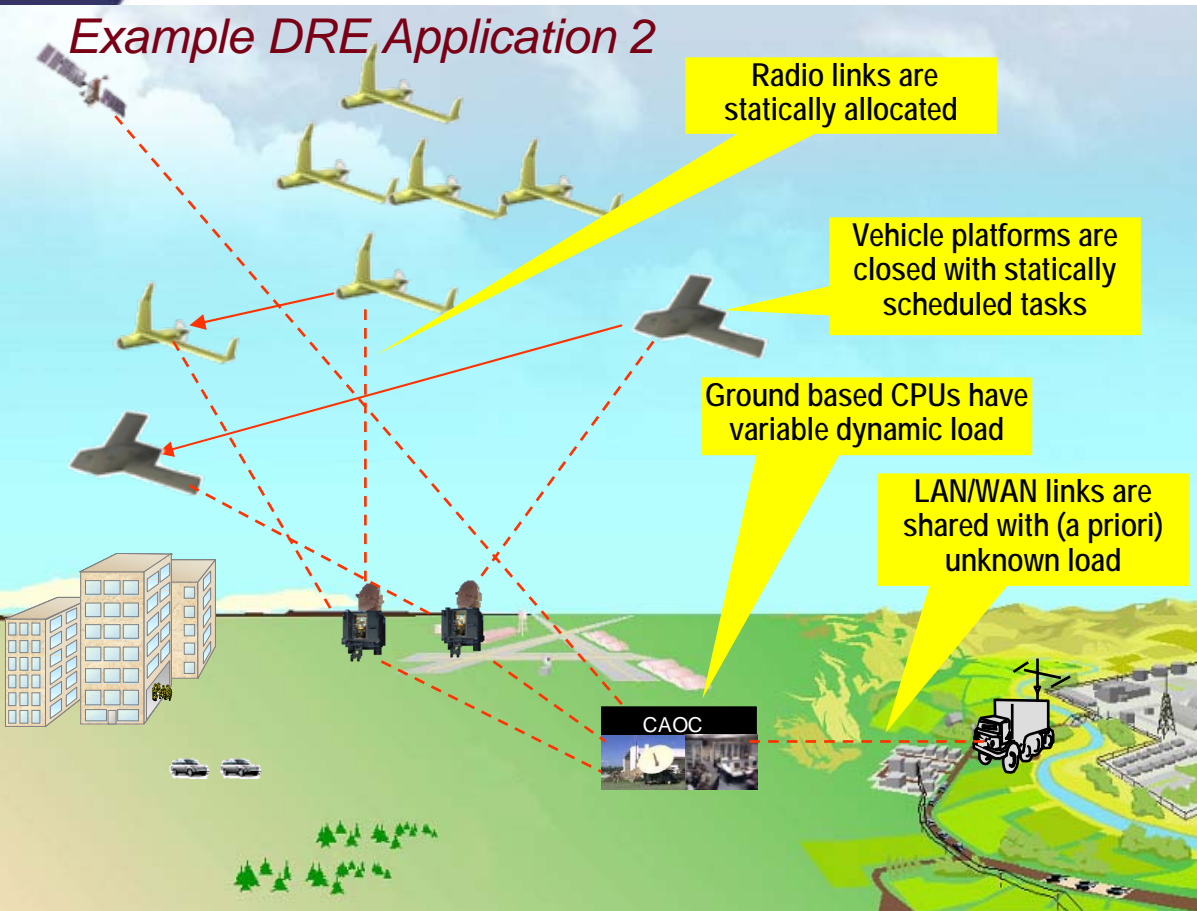 Example DRE Application 2
Radio links are
statically allocated
Vehicle platforms are
closed with statically
scheduled tasks
Ground based CPUs have
variable dynamic load
LAN/WAN links are
shared with (a priori)
unknown load
CAOC